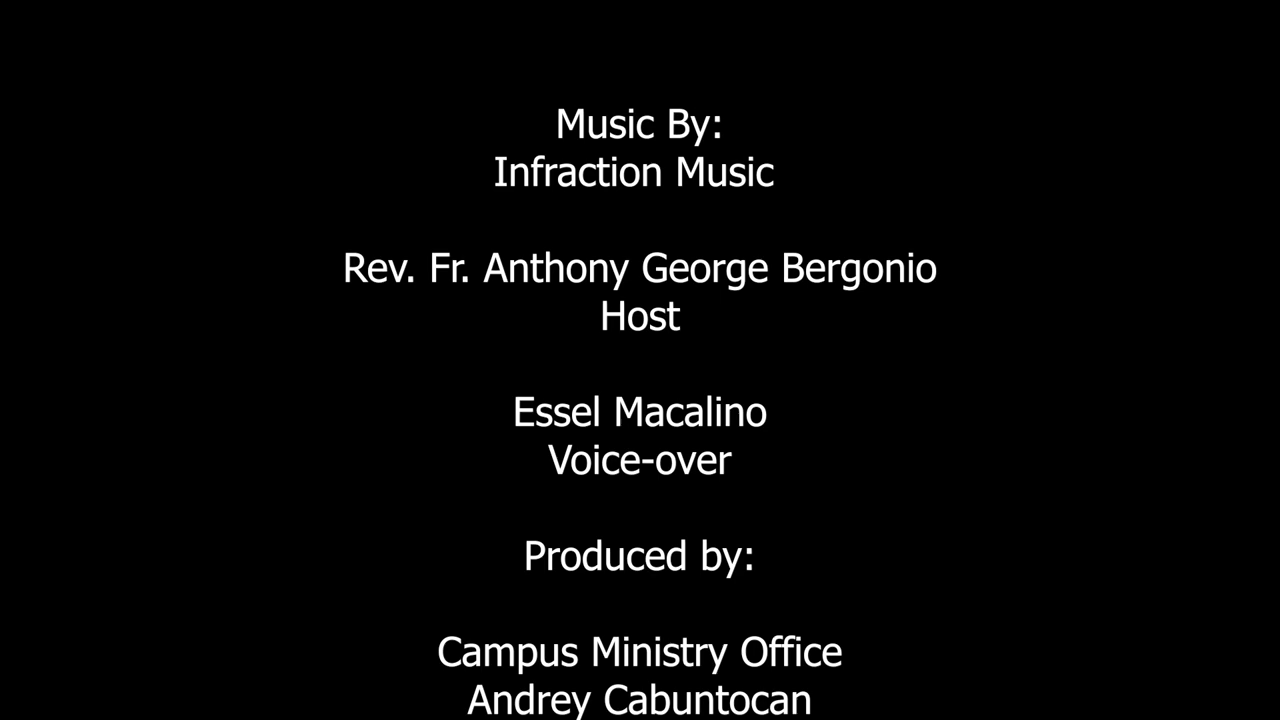 Music By:
Infraction Music
Rev. Fr. Anthony George Bergonio
Host
Essel Macalino
Voice-over
Produced by:
Campus Ministry Office
Andrey Cabuntocan